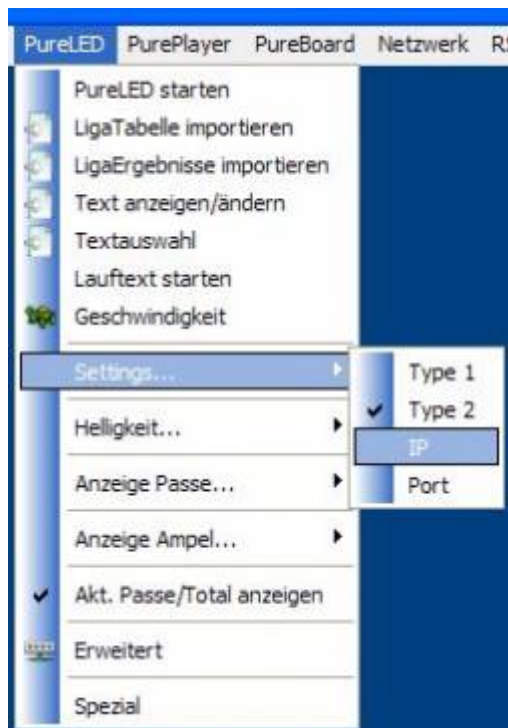 PureLED PurePlayer PureBoard Netzwerk
PureLED starten
LigaTabelle importieren
LigaErgebnisse importieren
Text anzeigen/ändern
Textauswahl
Lauftext starten
Geschwindigkeit
Settings...
Type 1
Type 2
IP
Port
Helligkeit...
Anzeige Passe...
Anzeige Ampel...
Akt. Passe/Total anzeigen
Erweitert
Spezial